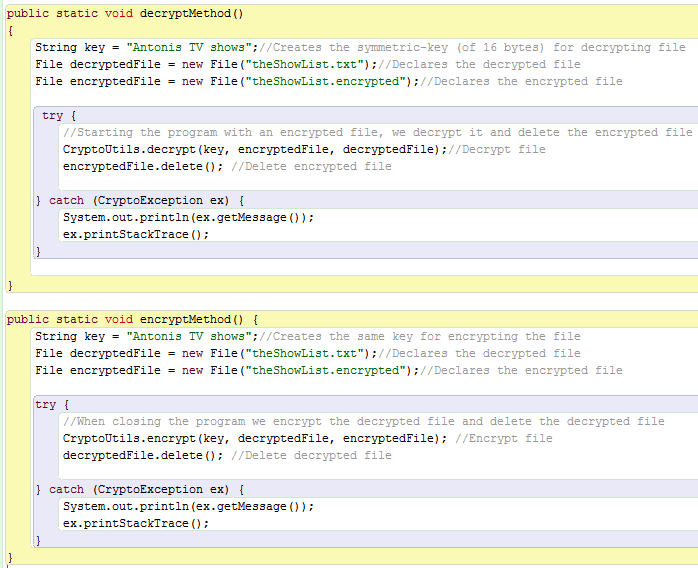 public static void decryptMethod()
{
String key = "Antonis TV shows";//Creates the symmetric-key (of 16 bytes) for decrypting file
File decryptedFile = new File("theShowList.txt");//Declares the decrypted file
File encryptedFile = new File("theShowList.encrypted");//Declares the encrypted file
try {
//Starting the program with an encrypted file, we decrypt it and delete the encrypted file
CryptoUtils.decrypt(key, encryptedFile, decryptedFile);//Decrypt file
encryptedFile.delete(); //Delete encrypted file
} catch (CryptoException ex) {
System.out.println(ex.getMessage());
ex.printStackTrace();
}
}
public static void encryptMethod() {
String key = "Antonis TV shows";//Creates the same key for encrypting the file
File decryptedFile = new File("theShowList.txt");//Declares the decrypted file
File encryptedFile = new File("theShowList.encrypted");//Declares the encrypted file
try {
//When closing the program we encrypt the decrypted file and delete the decrypted file
CryptoUtils.encrypt(key, decryptedFile, encryptedFile); //Encrypt file
decryptedFile.delete(); //Delete decrypted file
} catch (CryptoException ex) {
System.out.println(ex.getMessage());
ex.printStackTrace();
}
}